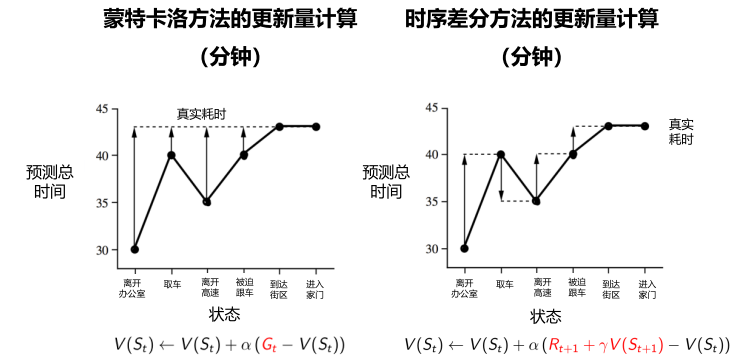 蒙特卡洛方法的更新量计算
（分钟）
45
真实耗时
40
预测总
时间
35
30
离开
办公室
取车
离开
高速
被迫
跟车
到达
街区
进入
家门
状态
V(S_t) ← V(S_t) + α (G_t − V(S_t))
时序差分方法的更新量计算
（分钟）
45
真实
耗时
40
预测总
时间
35
30
离开
办公室
取车
离开
高速
被迫
跟车
到达
街区
进入
家门
状态
V(S_t) ← V(S_t) + α (R_{t+1} + γV(S_{t+1}) − V(S_t))